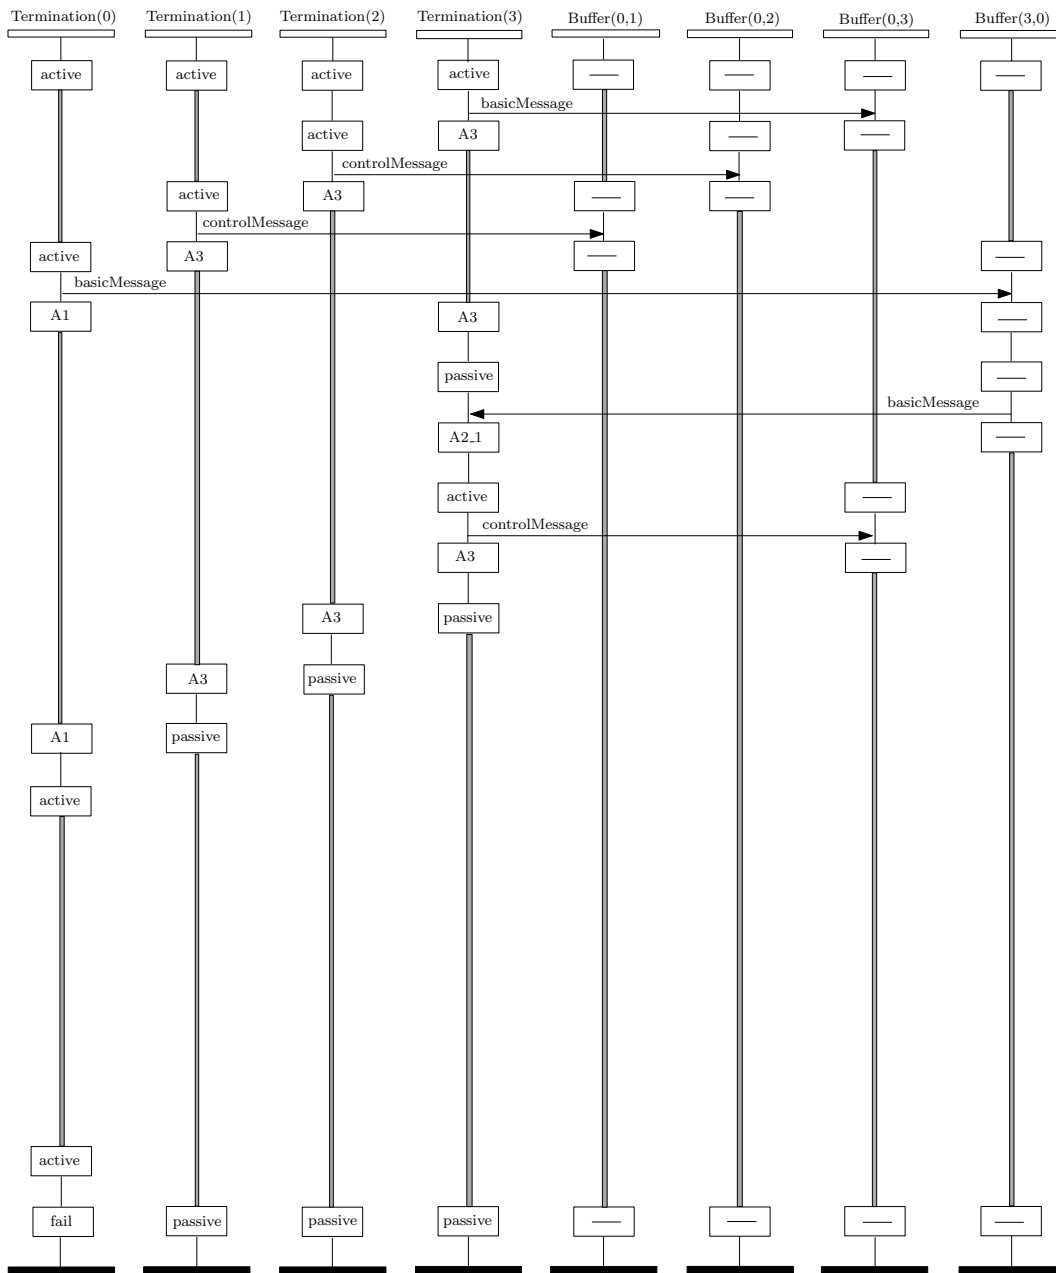 Termination(0) Termination(1) Termination(2) Termination(3) Buffer(0,1) Buffer(0,2) Buffer(0,3) Buffer(3,0)
active active active active
basicMessage
active A3
controlMessage
active A3
controlMessage
active A3
basicMessage
A1 A3
passive
basicMessage
A2_1
active
controlMessage
A3
A3 passive
A3 passive
A1 passive
active
active
fail passive passive passive